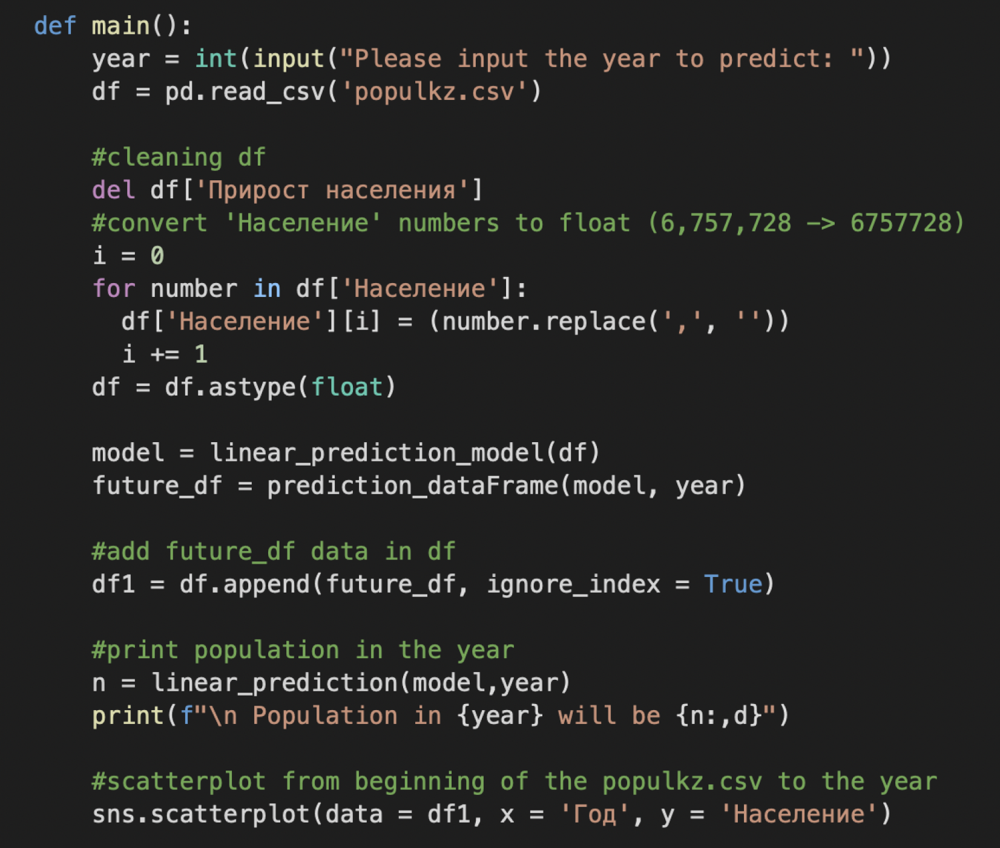 def main():
    year = int(input("Please input the year to predict: "))
    df = pd.read_csv('populkz.csv')

    #cleaning df
    del df['Прирост населения']
    #convert 'Население' numbers to float (6,757,728 -> 6757728)
    i = 0
    for number in df['Население']:
      df['Население'][i] = (number.replace(',', ''))
      i += 1
    df = df.astype(float)

    model = linear_prediction_model(df)
    future_df = prediction_dataFrame(model, year)

    #add future_df data in df
    df1 = df.append(future_df, ignore_index = True)

    #print population in the year
    n = linear_prediction(model,year)
    print(f"\n Population in {year} will be {n:,d}")

    #scatterplot from beginning of the populkz.csv to the year
    sns.scatterplot(data = df1, x = 'Год', y = 'Население')